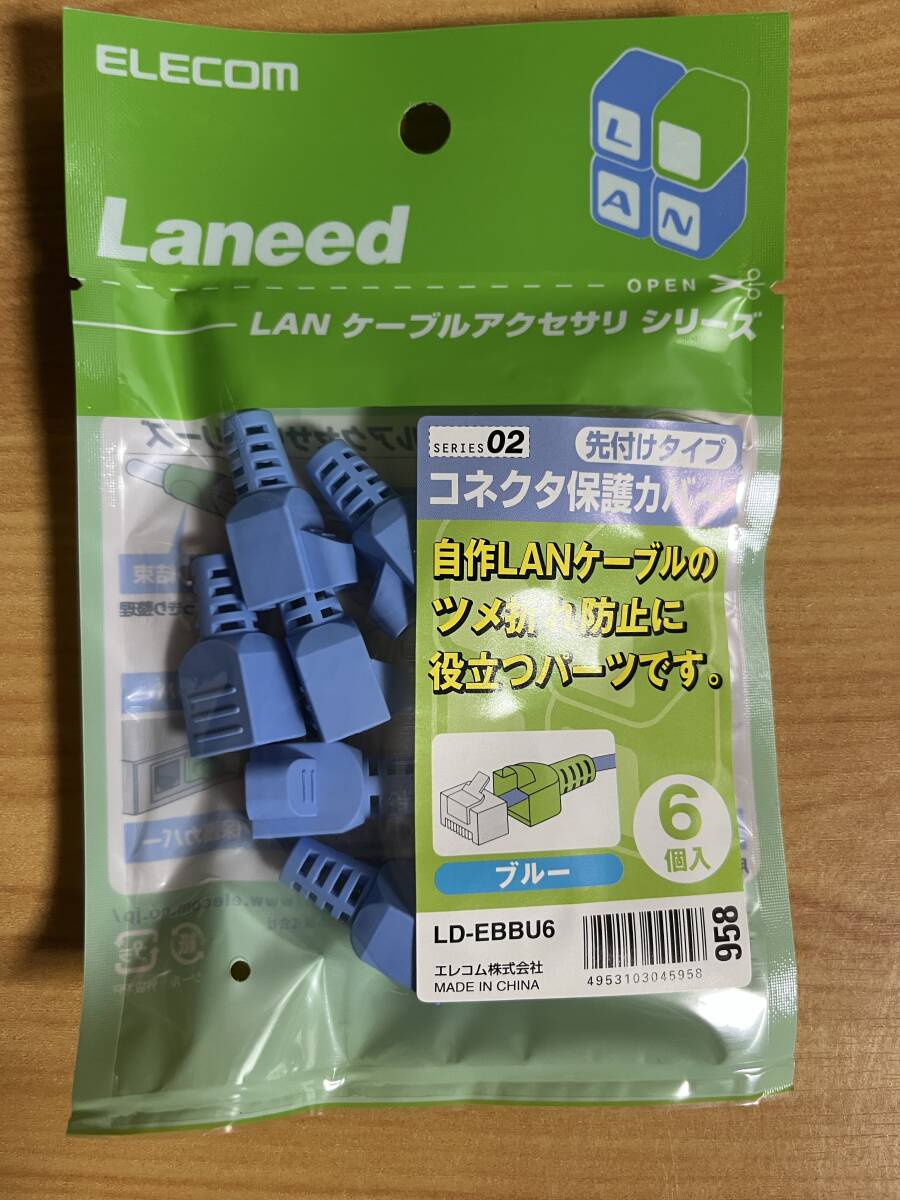 ELECOM
L
A
N
Laneed
OPEN
LAN ケーブルアクセサリ シリーズ
SERIES 02
先付けタイプ
コネクタ保護カバー
自作LANケーブルの
ツメ折れ防止に
役立つパーツです。
6
個入
ブルー
LD-EBBU6
エレコム株式会社
MADE IN CHINA
4953103045958
958